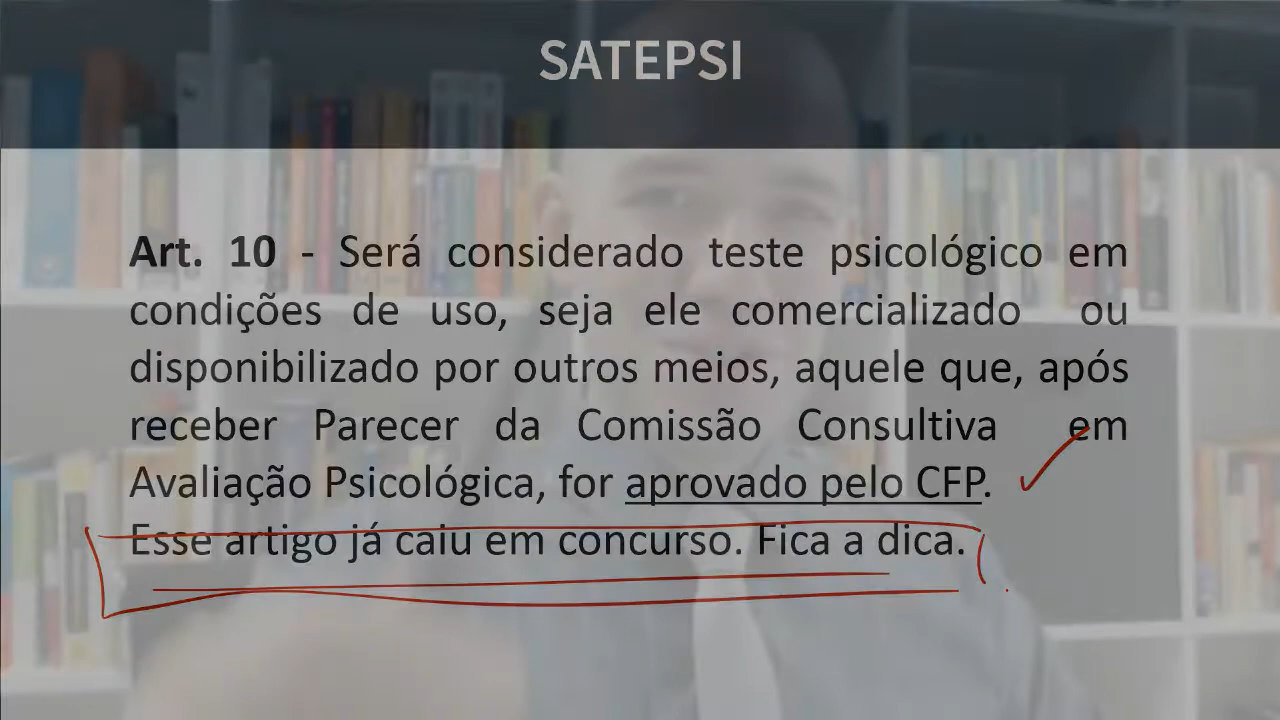 SATEPSI
Art. 10 - Será considerado teste psicológico em
condições de uso, seja ele comercializado ou
disponibilizado por outros meios, aquele que, após
receber Parecer da Comissão Consultiva em
Avaliação Psicológica, for aprovado pelo CFP.
Esse artigo já caiu em concurso. Fica a dica.